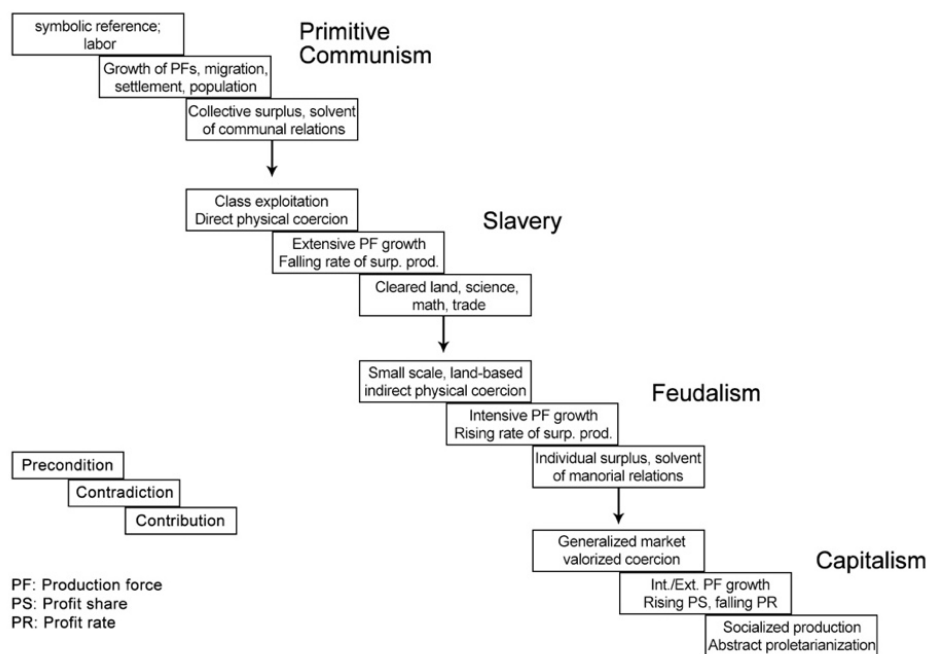 symbolic reference;
labor
Primitive
Communism
Growth of PFs, migration,
settlement, population
Collective surplus, solvent
of communal relations
Class exploitation
Direct physical coercion
Slavery
Extensive PF growth
Falling rate of surp. prod.
Cleared land, science,
math, trade
Small scale, land-based
indirect physical coercion
Feudalism
Intensive PF growth
Rising rate of surp. prod.
Individual surplus, solvent
of manorial relations
Generalized market
valorized coercion
Capitalism
Int./Ext. PF growth
Rising PS, falling PR
Socialized production
Abstract proletarianization
Precondition
Contradiction
Contribution
PF: Production force
PS: Profit share
PR: Profit rate